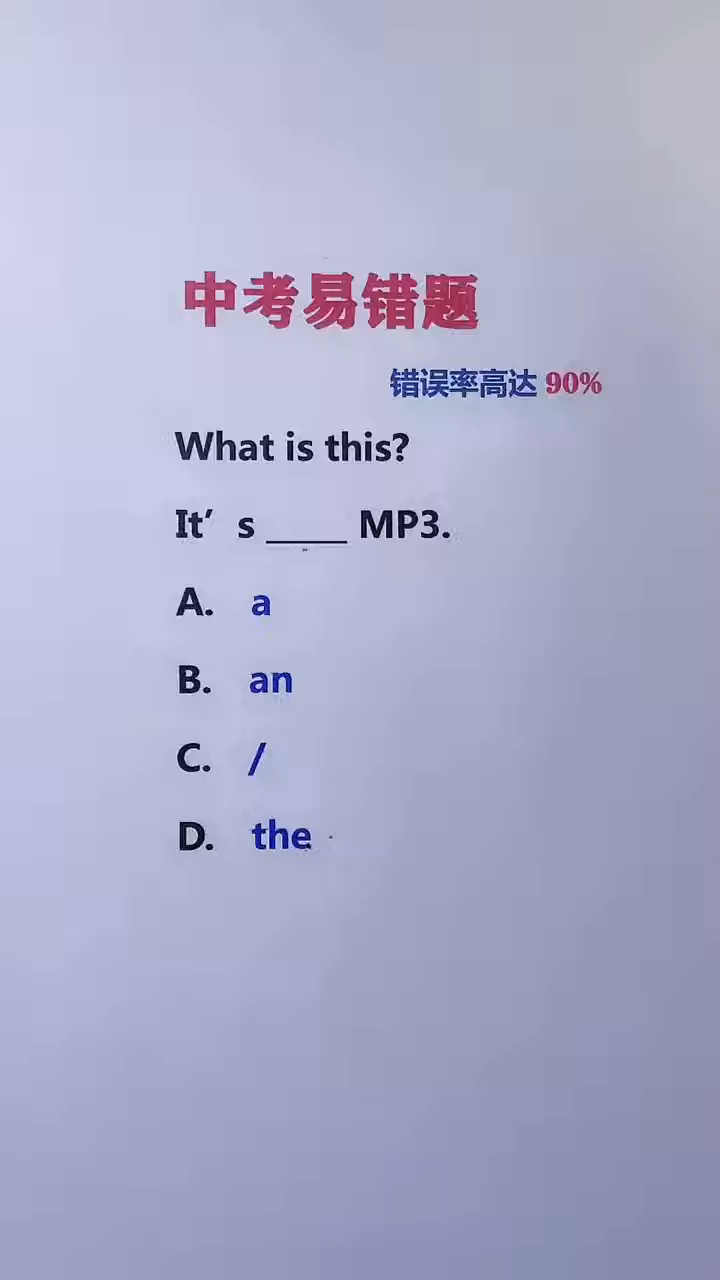 中考易错题
错误率高达 90%
What is this?
It’s _____ MP3.
A. a
B. an
C. /
D. the